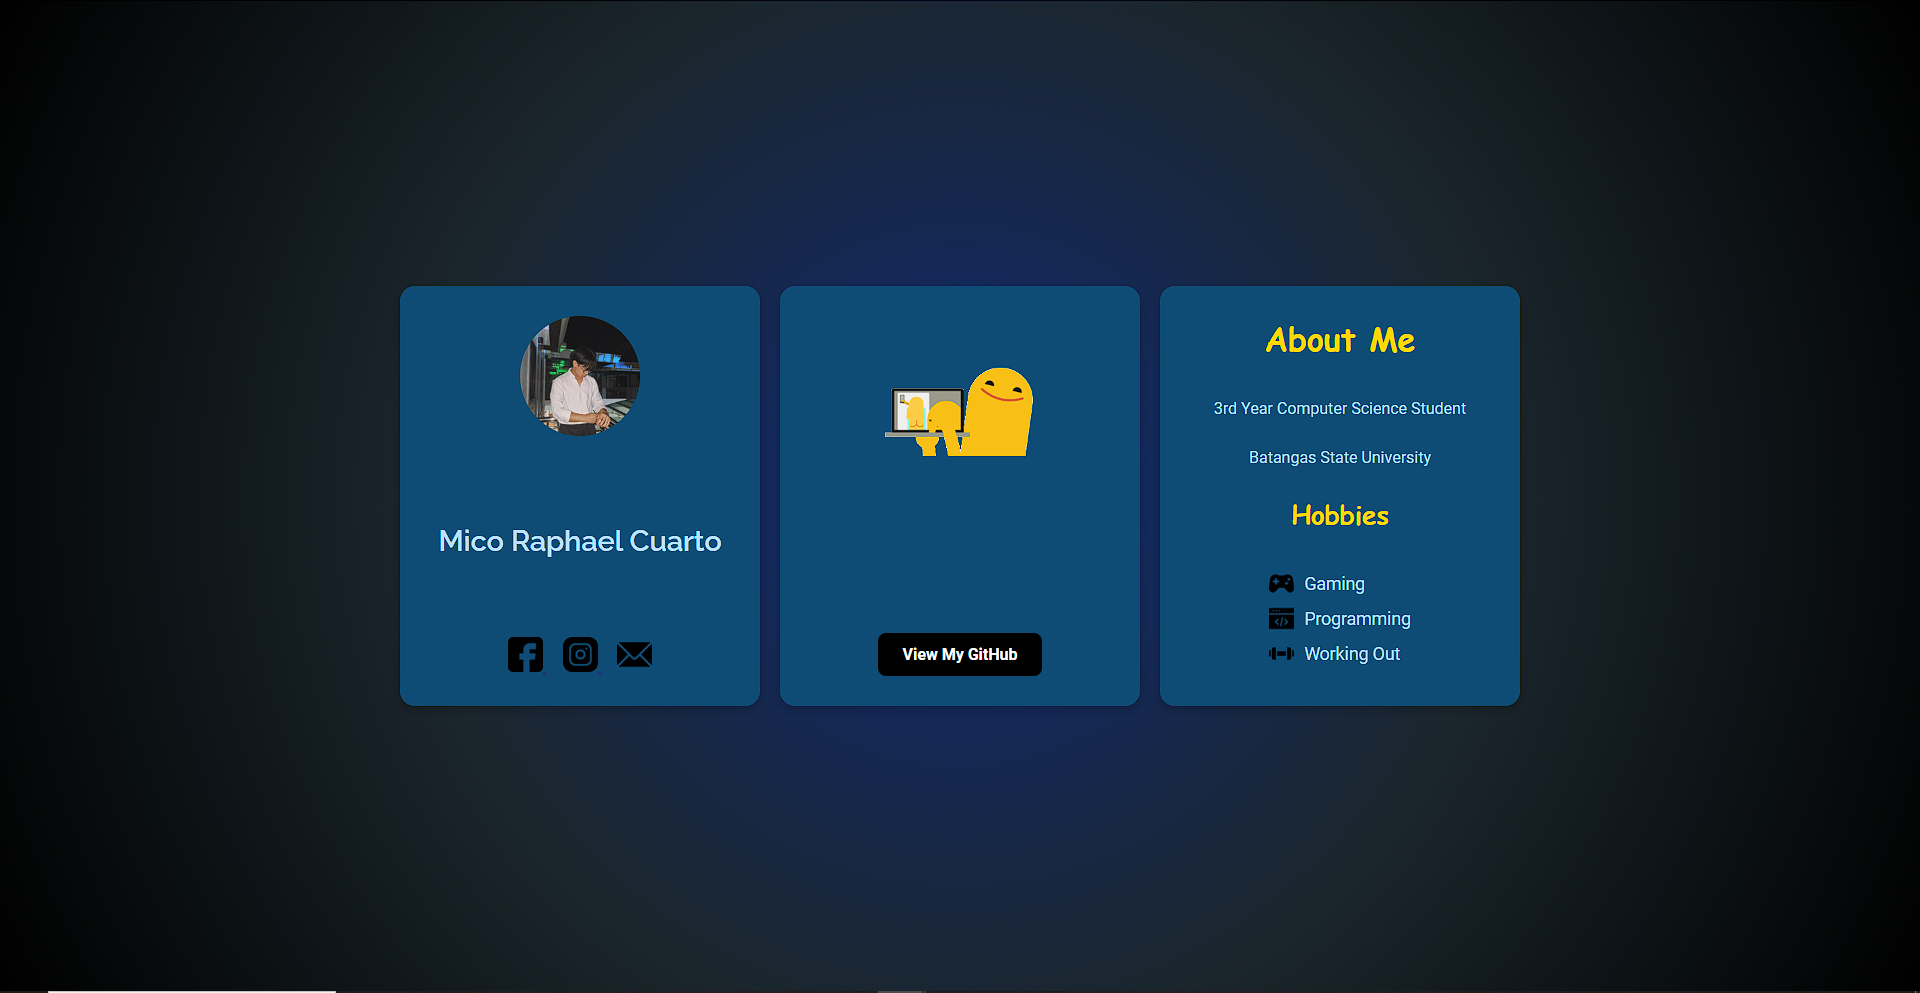 Mico Raphael Cuarto
View My GitHub
About Me
3rd Year Computer Science Student
Batangas State University
Hobbies
Gaming
Programming
Working Out